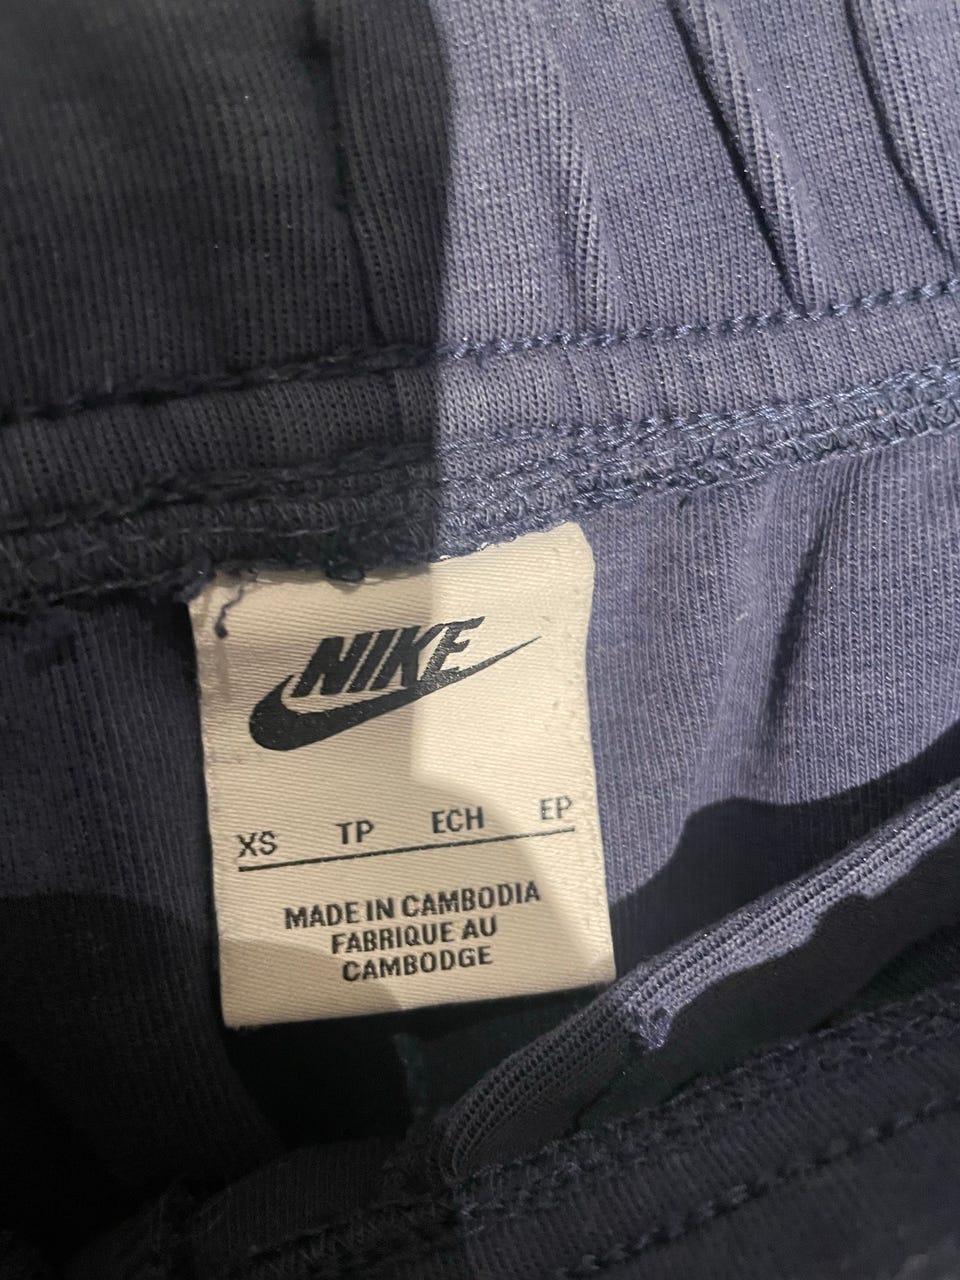 NIKE
XS TP ECH EP
MADE IN CAMBODIA
FABRIQUE AU
CAMBODGE